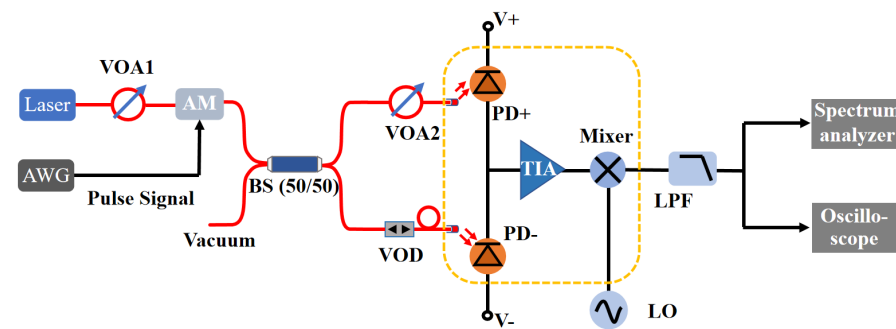 V+
VOA1
Laser
AM
VOA2
PD+
Mixer
Spectrum
analyzer
AWG
Pulse Signal
BS (50/50)
TIA
LPF
Vacuum
VOD
PD-
Oscillo-
scope
LO
V-